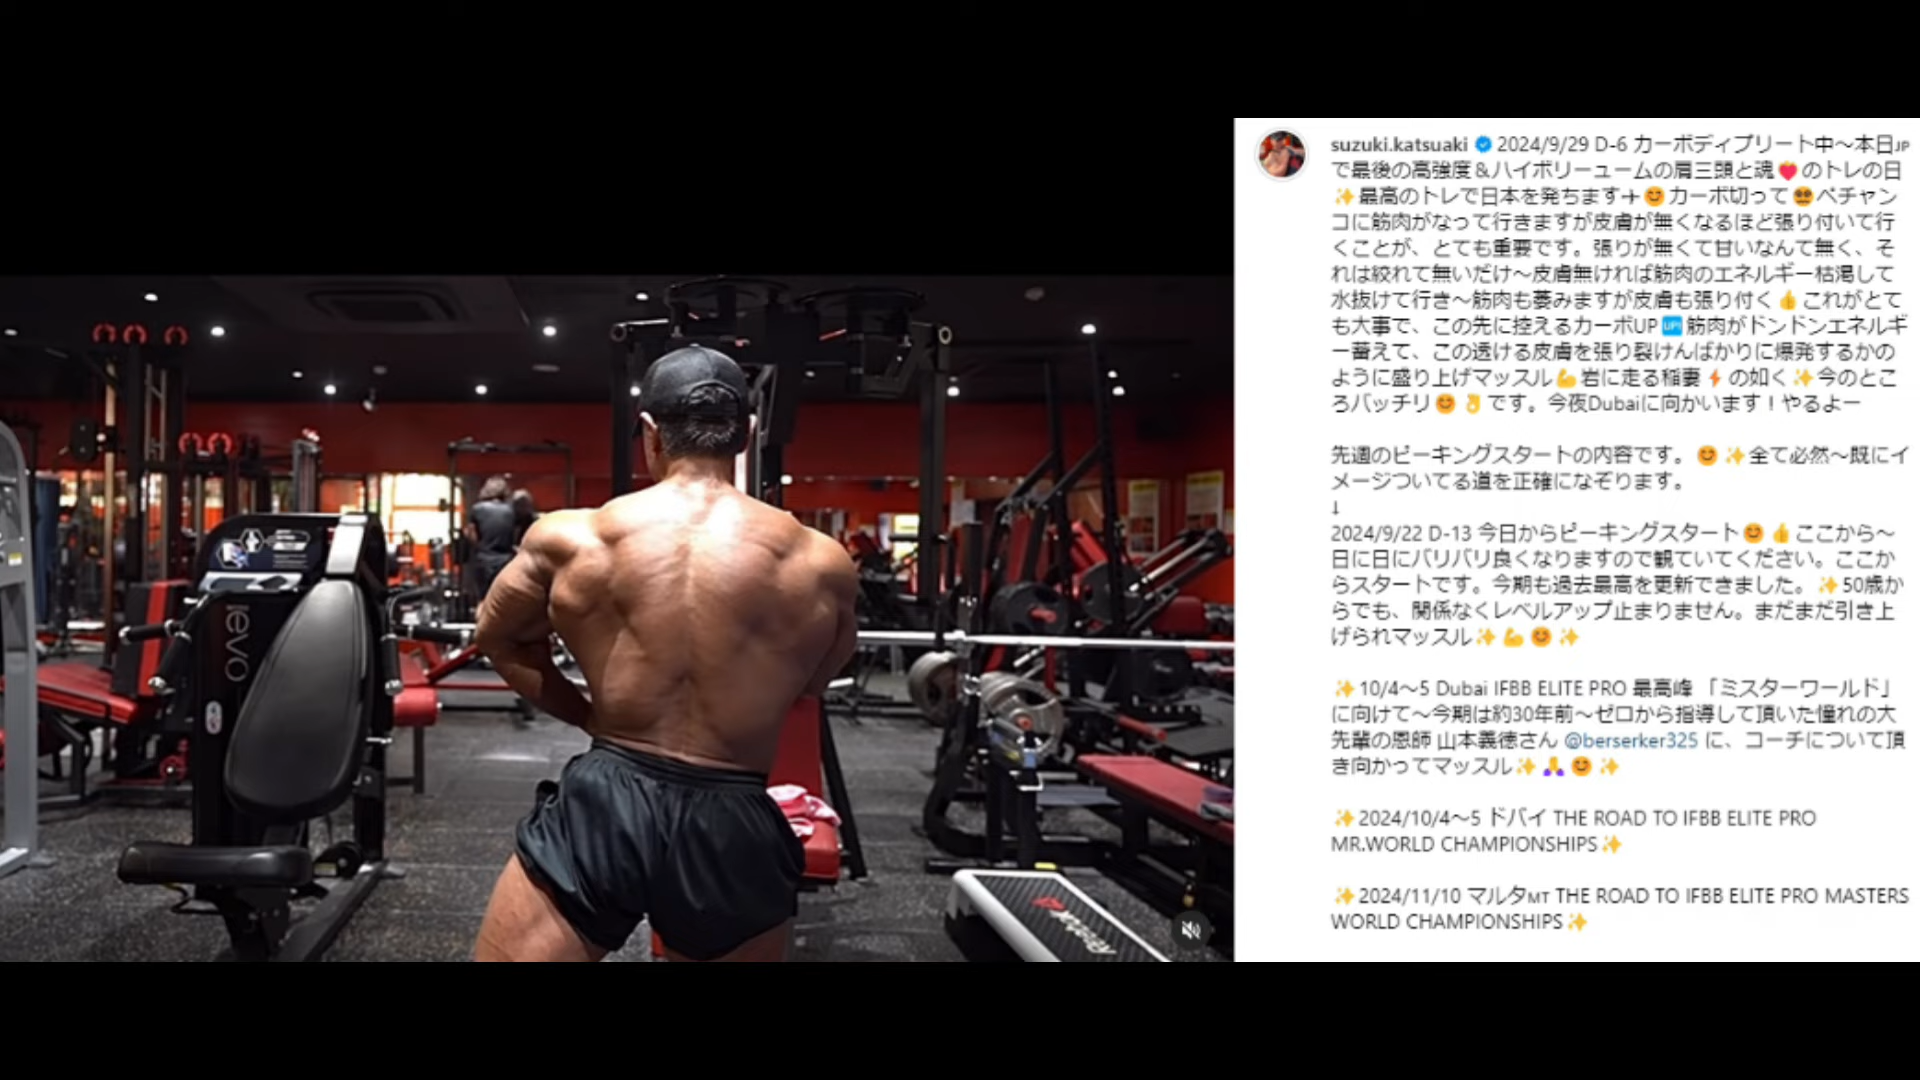 suzuki.katsuaki 2024/9/29 D-6 カーボディプリート中〜本日JP
で最後の高強度＆ハイボリュームの肩三頭と魂❤️‍🔥のトレの日
✨最高のトレで日本を発ちます✈😊カーボ切って😵‍💫ペチャン
コに筋肉がなって行きますが皮膚が無くなるほど張り付いて行
くことが、とても重要です。張りが無くて甘いなんて無く、そ
れは絞れて無いだけ〜皮膚無ければ筋肉のエネルギー枯渇して
水抜けて行き〜筋肉も萎みますが皮膚も張り付く👍これがとて
も大事で、この先に控えるカーボUP🆙筋肉がドンドンエネルギ
ー蓄えて、この透ける皮膚を張り裂けんばかりに爆発するかの
ように盛り上げマッスル💪岩に走る稲妻⚡の如く✨今のとこ
ろバッチリ😊👌です。今夜Dubaiに向かいます！やるよー
先週のピーキングスタートの内容です。😊✨全て必然〜既にイ
メージついてる道を正確になぞります。
↓
2024/9/22 D-13 今日からピーキングスタート😊👍ここから〜
日に日にバリバリ良くなりますので観ていてください。ここか
らスタートです。今期も過去最高を更新できました。✨50歳か
らでも、関係なくレベルアップ止まりません。まだまだ引き上
げられマッスル✨💪😊✨
✨10/4〜5 Dubai IFBB ELITE PRO 最高峰 「ミスターワールド」
に向けて〜今期は約30年前〜ゼロから指導して頂いた憧れの大
先輩の恩師 山本義徳さん @berserker325 に、コーチについて頂
き向かってマッスル✨🙏😊✨
✨2024/10/4〜5 ドバイ THE ROAD TO IFBB ELITE PRO
MR.WORLD CHAMPIONSHIPS✨
✨2024/11/10 マルタMT THE ROAD TO IFBB ELITE PRO MASTERS
WORLD CHAMPIONSHIPS✨
levo
Reebok